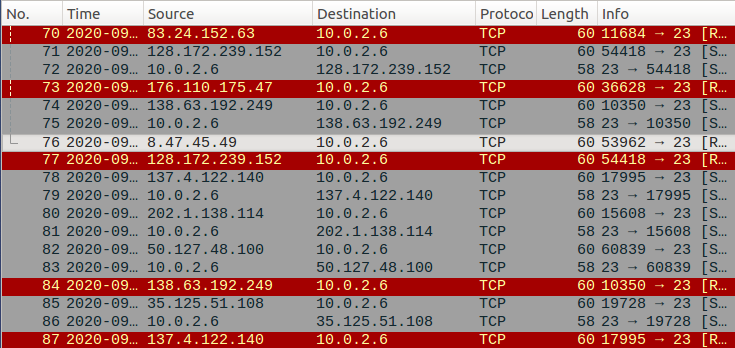 No. Time Source Destination Protoco Length Info
70 2020-09… 83.24.152.63 10.0.2.6 TCP 60 11684 → 23 [R…
71 2020-09… 128.172.239.152 10.0.2.6 TCP 60 54418 → 23 [S…
72 2020-09… 10.0.2.6 128.172.239.152 TCP 58 23 → 54418 [S…
73 2020-09… 176.110.175.47 10.0.2.6 TCP 60 36628 → 23 [R…
74 2020-09… 138.63.192.249 10.0.2.6 TCP 60 10350 → 23 [S…
75 2020-09… 10.0.2.6 138.63.192.249 TCP 58 23 → 10350 [S…
76 2020-09… 8.47.45.49 10.0.2.6 TCP 60 53962 → 23 [R…
77 2020-09… 128.172.239.152 10.0.2.6 TCP 60 54418 → 23 [R…
78 2020-09… 137.4.122.140 10.0.2.6 TCP 60 17995 → 23 [S…
79 2020-09… 10.0.2.6 137.4.122.140 TCP 58 23 → 17995 [S…
80 2020-09… 202.1.138.114 10.0.2.6 TCP 60 15608 → 23 [S…
81 2020-09… 10.0.2.6 202.1.138.114 TCP 58 23 → 15608 [S…
82 2020-09… 50.127.48.100 10.0.2.6 TCP 60 60839 → 23 [S…
83 2020-09… 10.0.2.6 50.127.48.100 TCP 58 23 → 60839 [S…
84 2020-09… 138.63.192.249 10.0.2.6 TCP 60 10350 → 23 [R…
85 2020-09… 35.125.51.108 10.0.2.6 TCP 60 19728 → 23 [S…
86 2020-09… 10.0.2.6 35.125.51.108 TCP 58 23 → 19728 [S…
87 2020-09… 137.4.122.140 10.0.2.6 TCP 60 17995 → 23 [R…